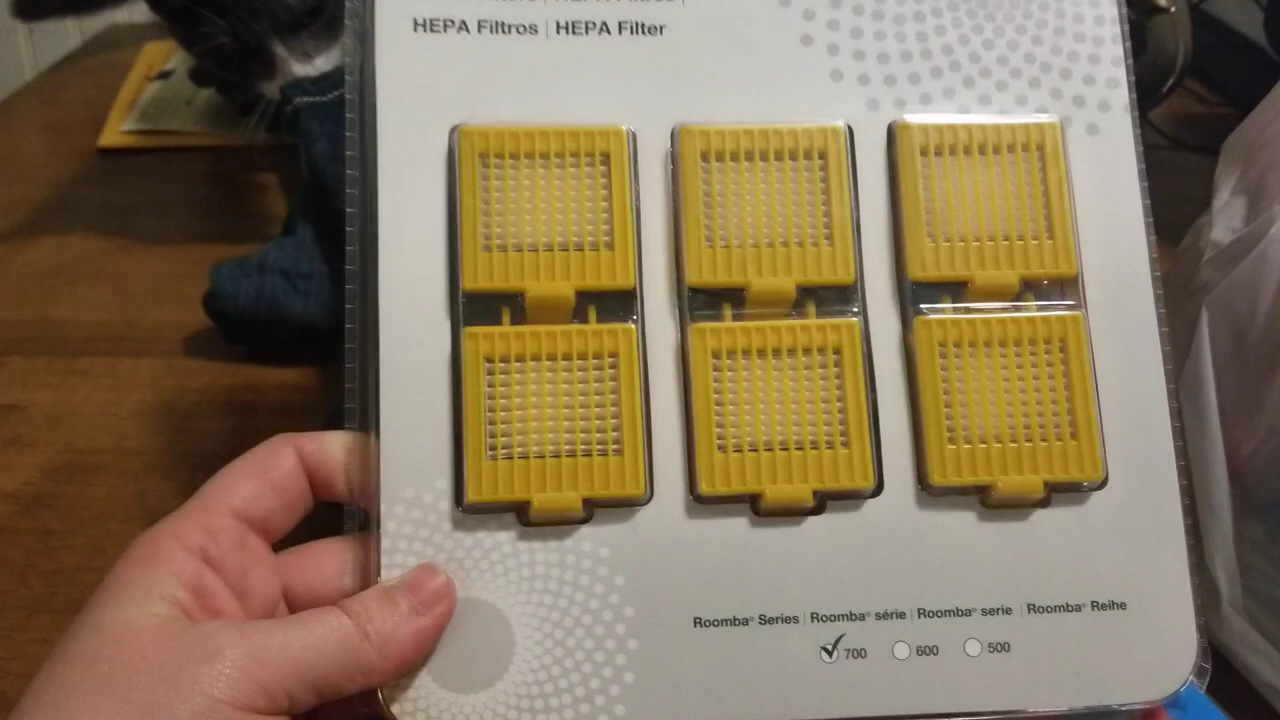 HEPA Filtros | HEPA Filter
Roomba® Series | Roomba® série | Roomba® serie | Roomba® Reihe
700 600 500